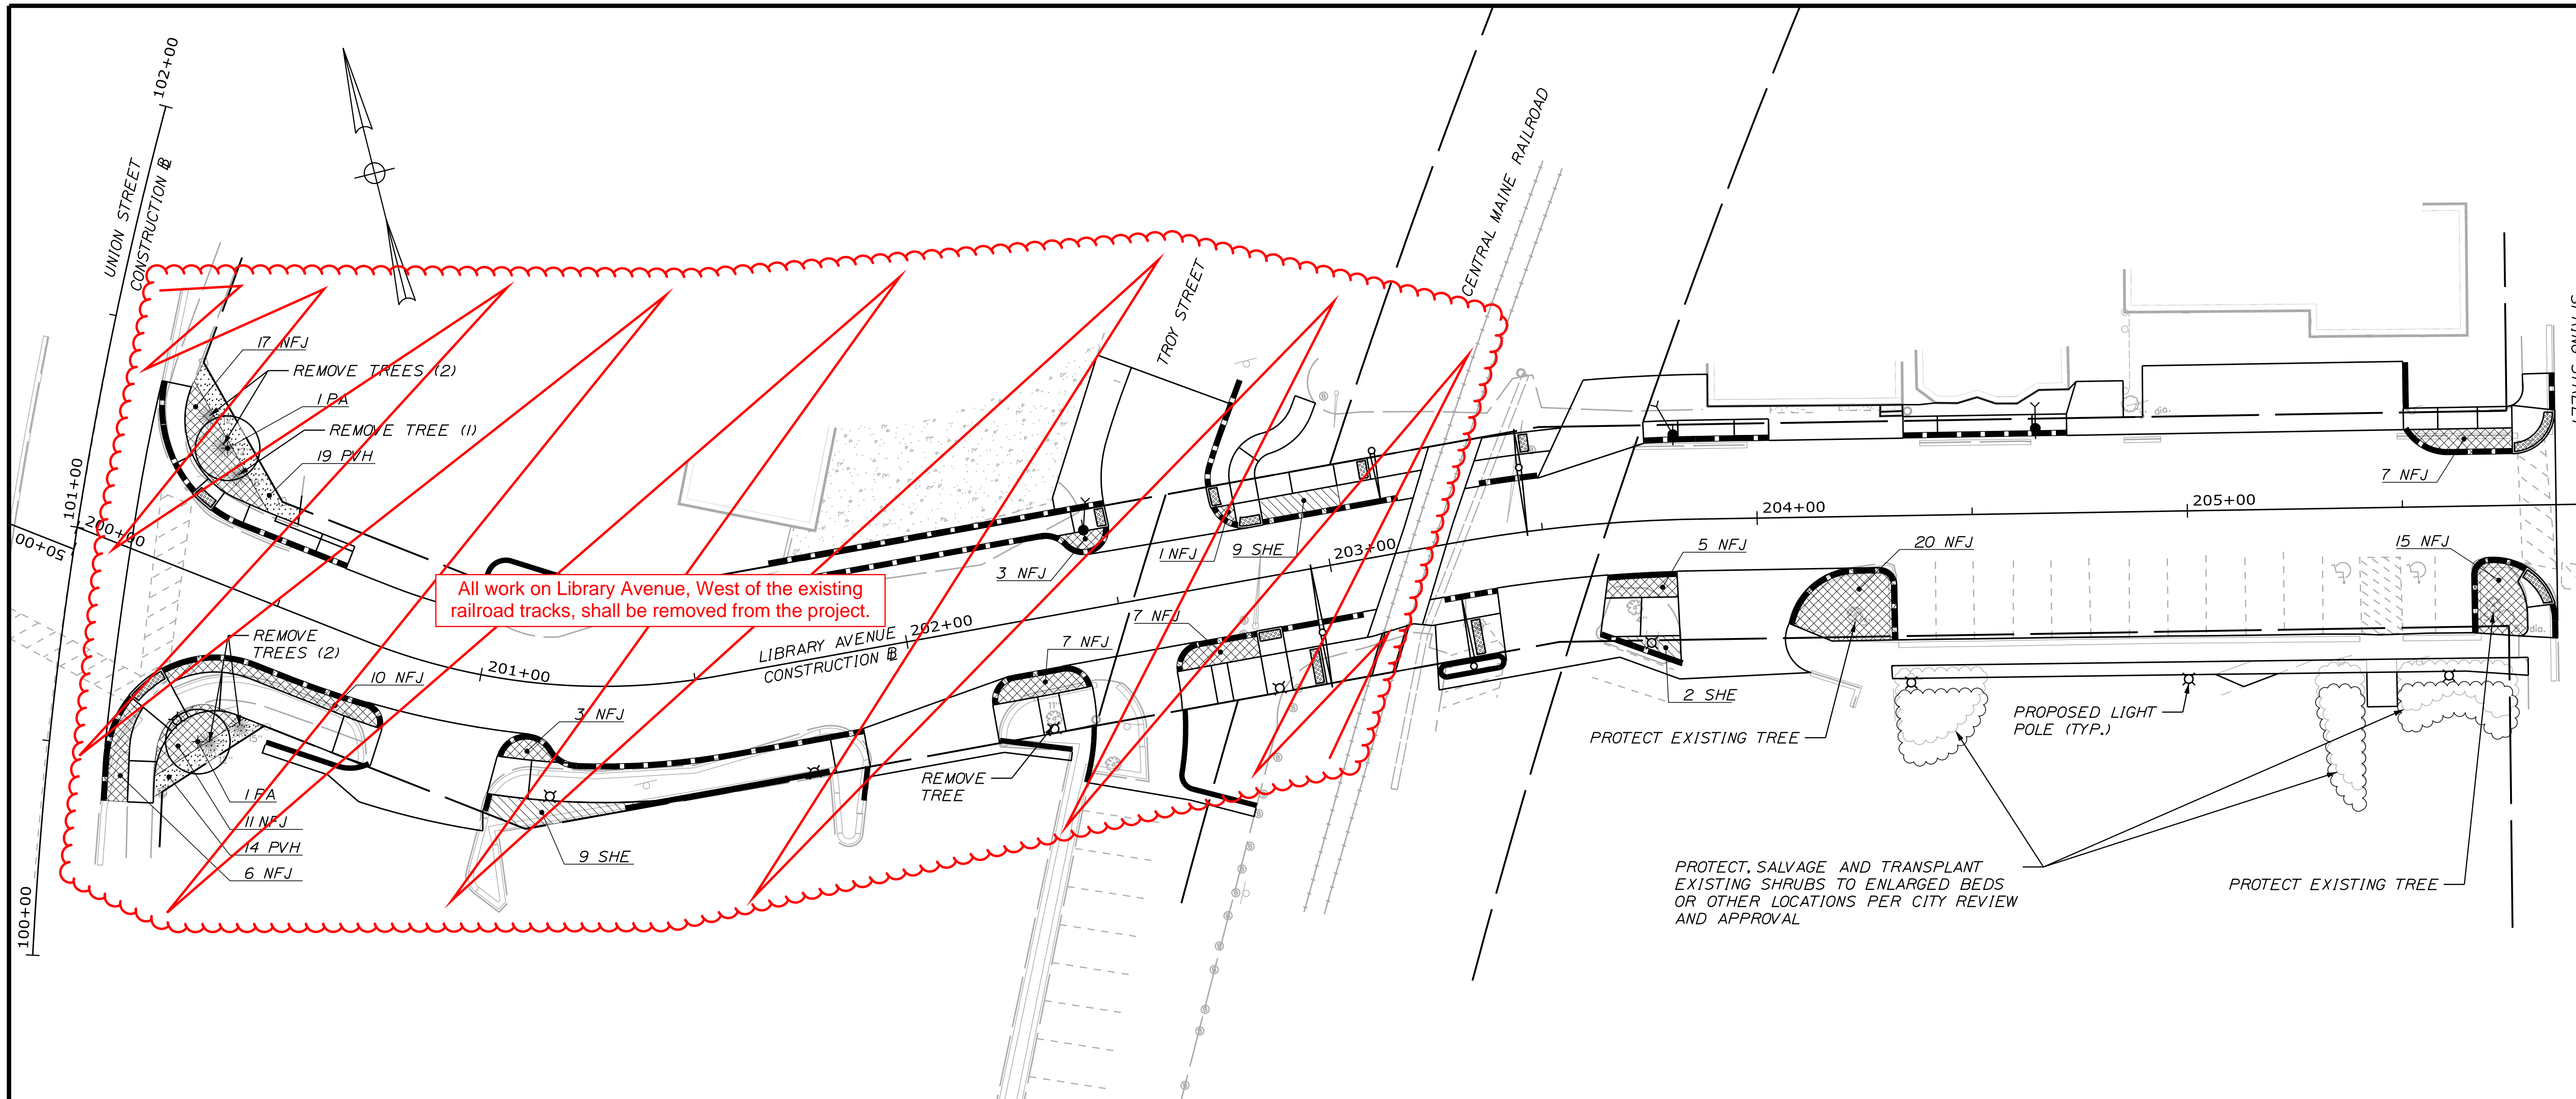 102+00
UNION STREET
CONSTRUCTION BL
101+00
200+00
50+00
100+00
17 NFJ
REMOVE TREES (2)
1 PA
REMOVE TREE (1)
19 PVH
All work on Library Avenue, West of the existing
railroad tracks, shall be removed from the project.
REMOVE
TREES (2)
10 NFJ
1 PA
11 NFJ
14 PVH
6 NFJ
201+00
3 NFJ
9 SHE
LIBRARY AVENUE
CONSTRUCTION BL
202+00
7 NFJ
REMOVE
TREE
TROY STREET
3 NFJ
1 NFJ
9 SHE
203+00
7 NFJ
CENTRAL MAINE RAILROAD
204+00
205+00
7 NFJ
5 NFJ
20 NFJ
15 NFJ
2 SHE
PROTECT EXISTING TREE
PROPOSED LIGHT
POLE (TYP.)
PROTECT, SALVAGE AND TRANSPLANT
EXISTING SHRUBS TO ENLARGED BEDS
OR OTHER LOCATIONS PER CITY REVIEW
AND APPROVAL
PROTECT EXISTING TREE
dia.
dia.